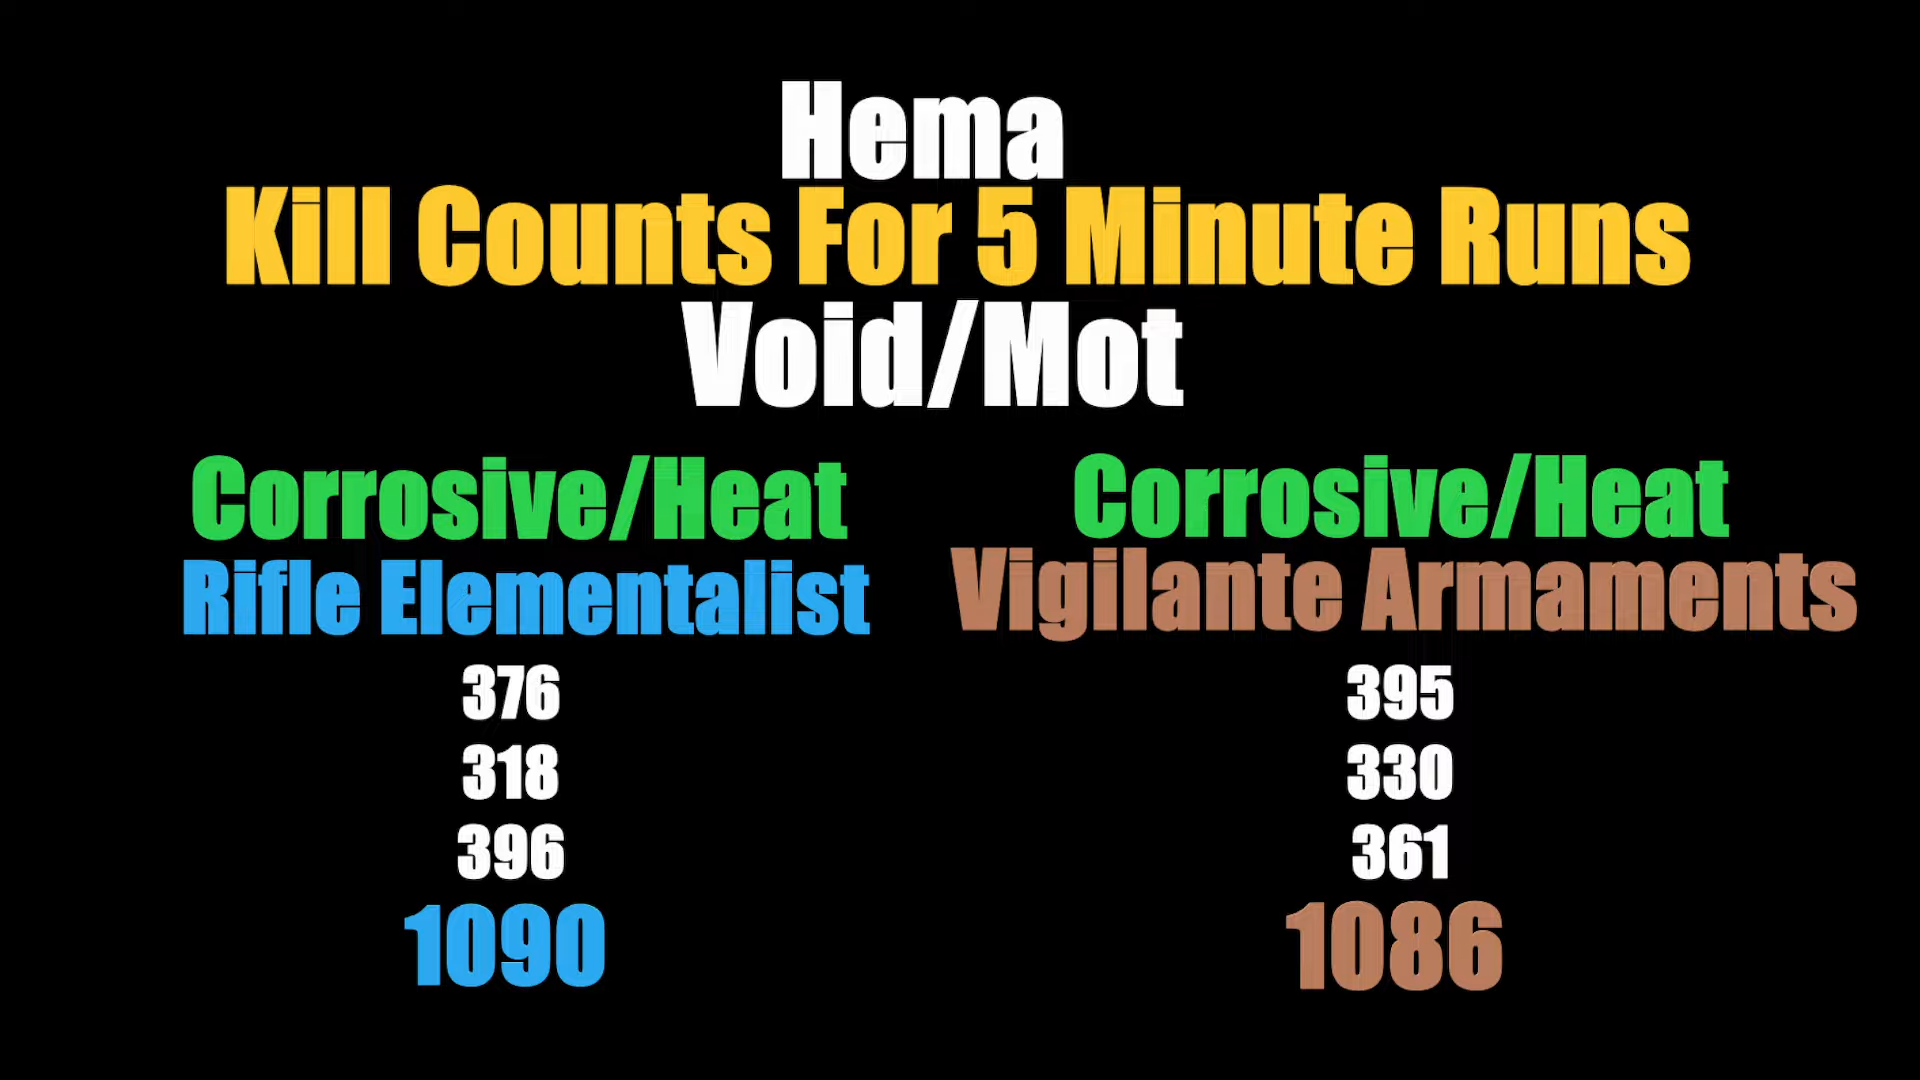 Hema
Kill Counts For 5 Minute Runs
Void/Mot
Corrosive/Heat
Rifle Elementalist
376
318
396
1090
Corrosive/Heat
Vigilante Armaments
395
330
361
1086